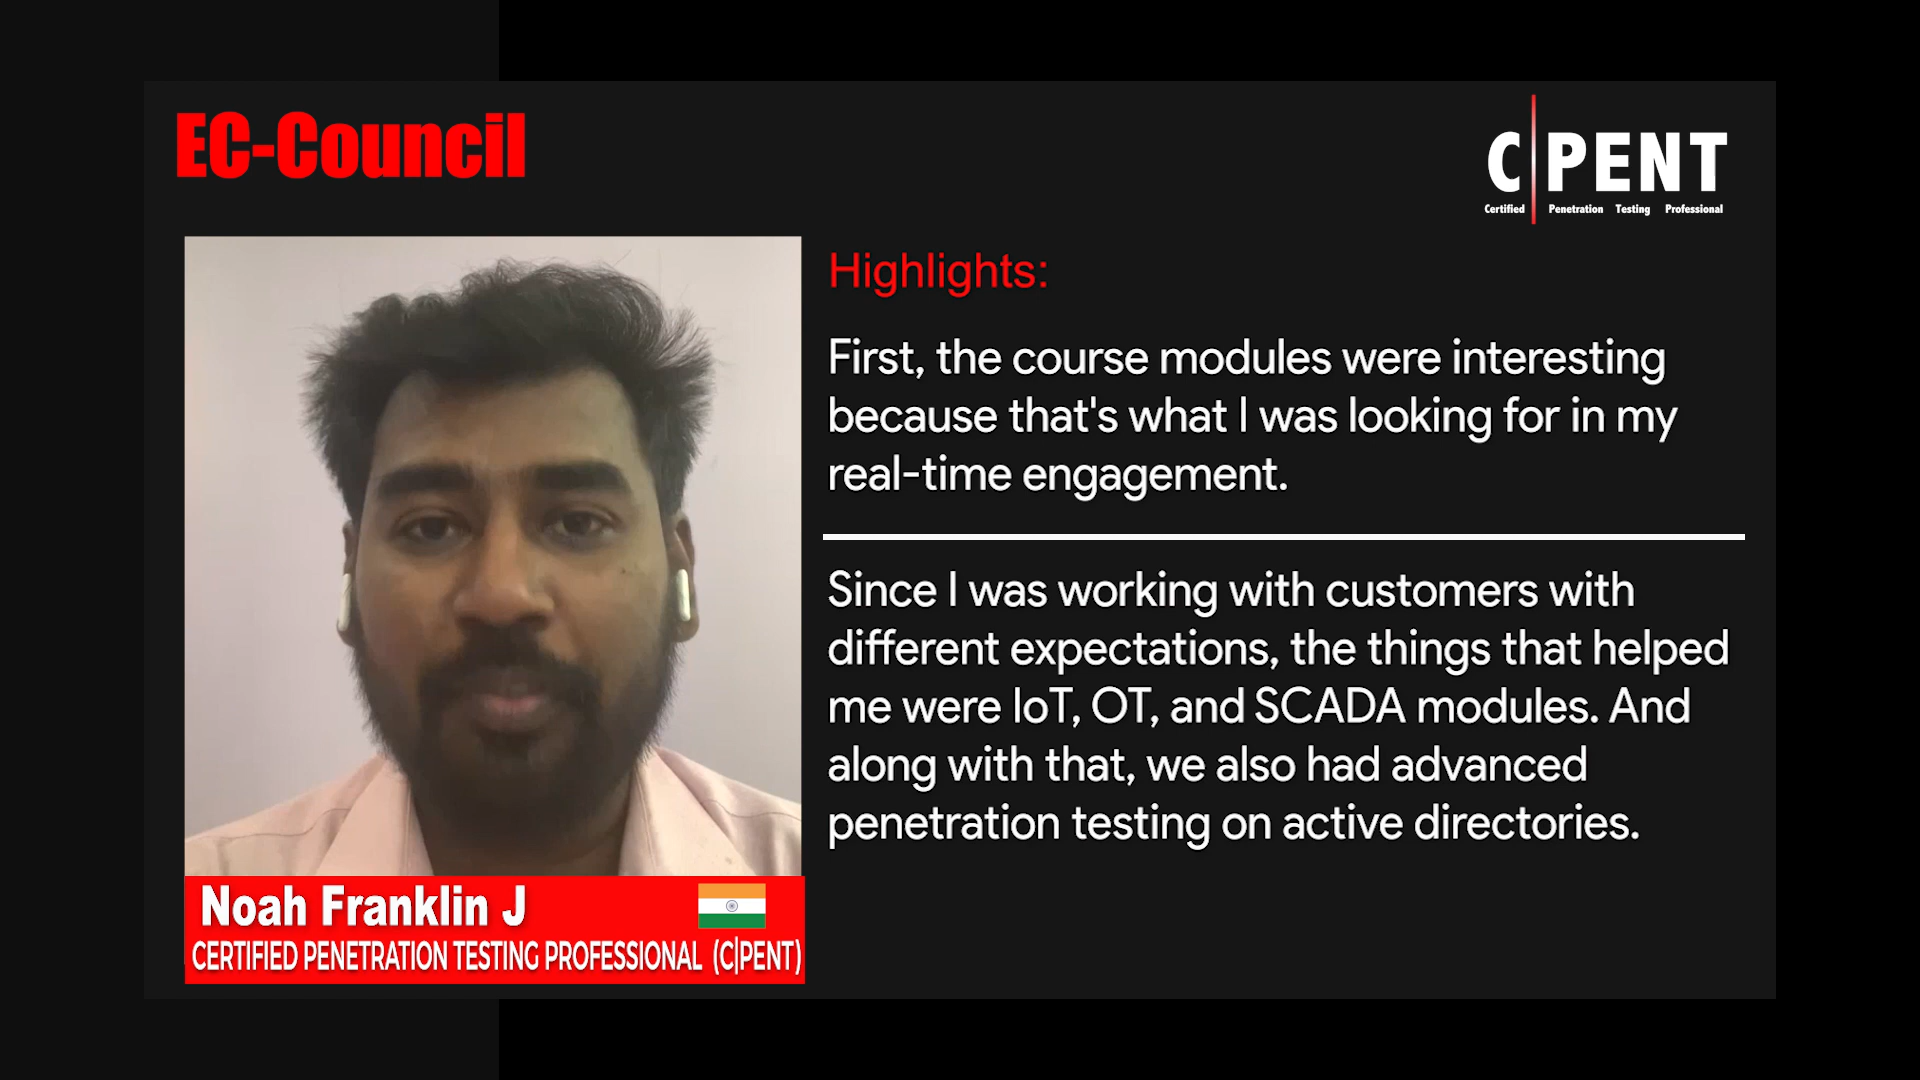 EC-Council
C|PENT
Certified Penetration Testing Professional
Highlights:
First, the course modules were interesting
because that's what I was looking for in my
real-time engagement.
Since I was working with customers with
different expectations, the things that helped
me were IoT, OT, and SCADA modules. And
along with that, we also had advanced
penetration testing on active directories.
Noah Franklin J
CERTIFIED PENETRATION TESTING PROFESSIONAL (C|PENT)